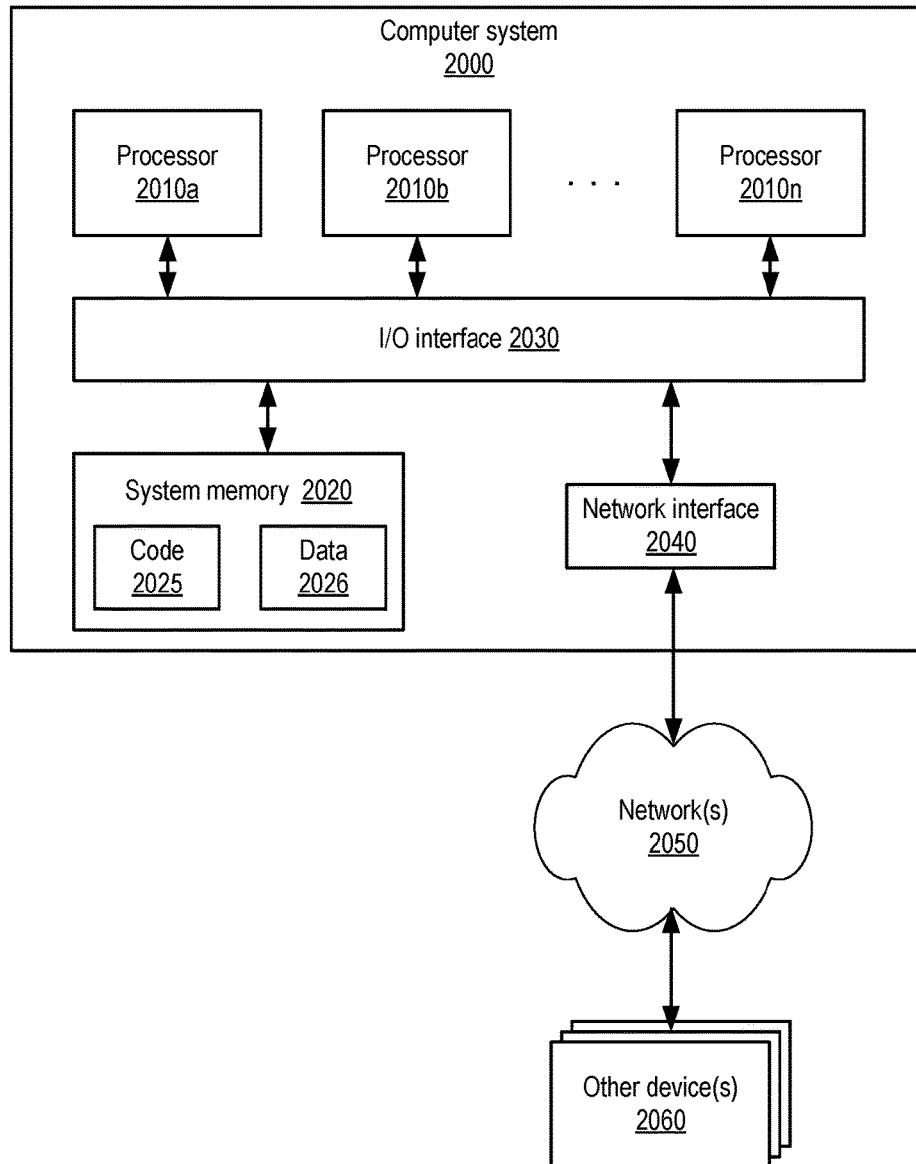 Computer system
2000
Processor
2010a
Processor
2010b
. . .
Processor
2010n
I/O interface 2030
System memory 2020
Code
2025
Data
2026
Network interface
2040
Network(s)
2050
Other device(s)
2060